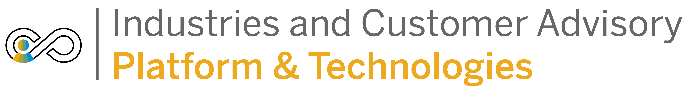 Industries and Customer Advisory
Platform & Technologies